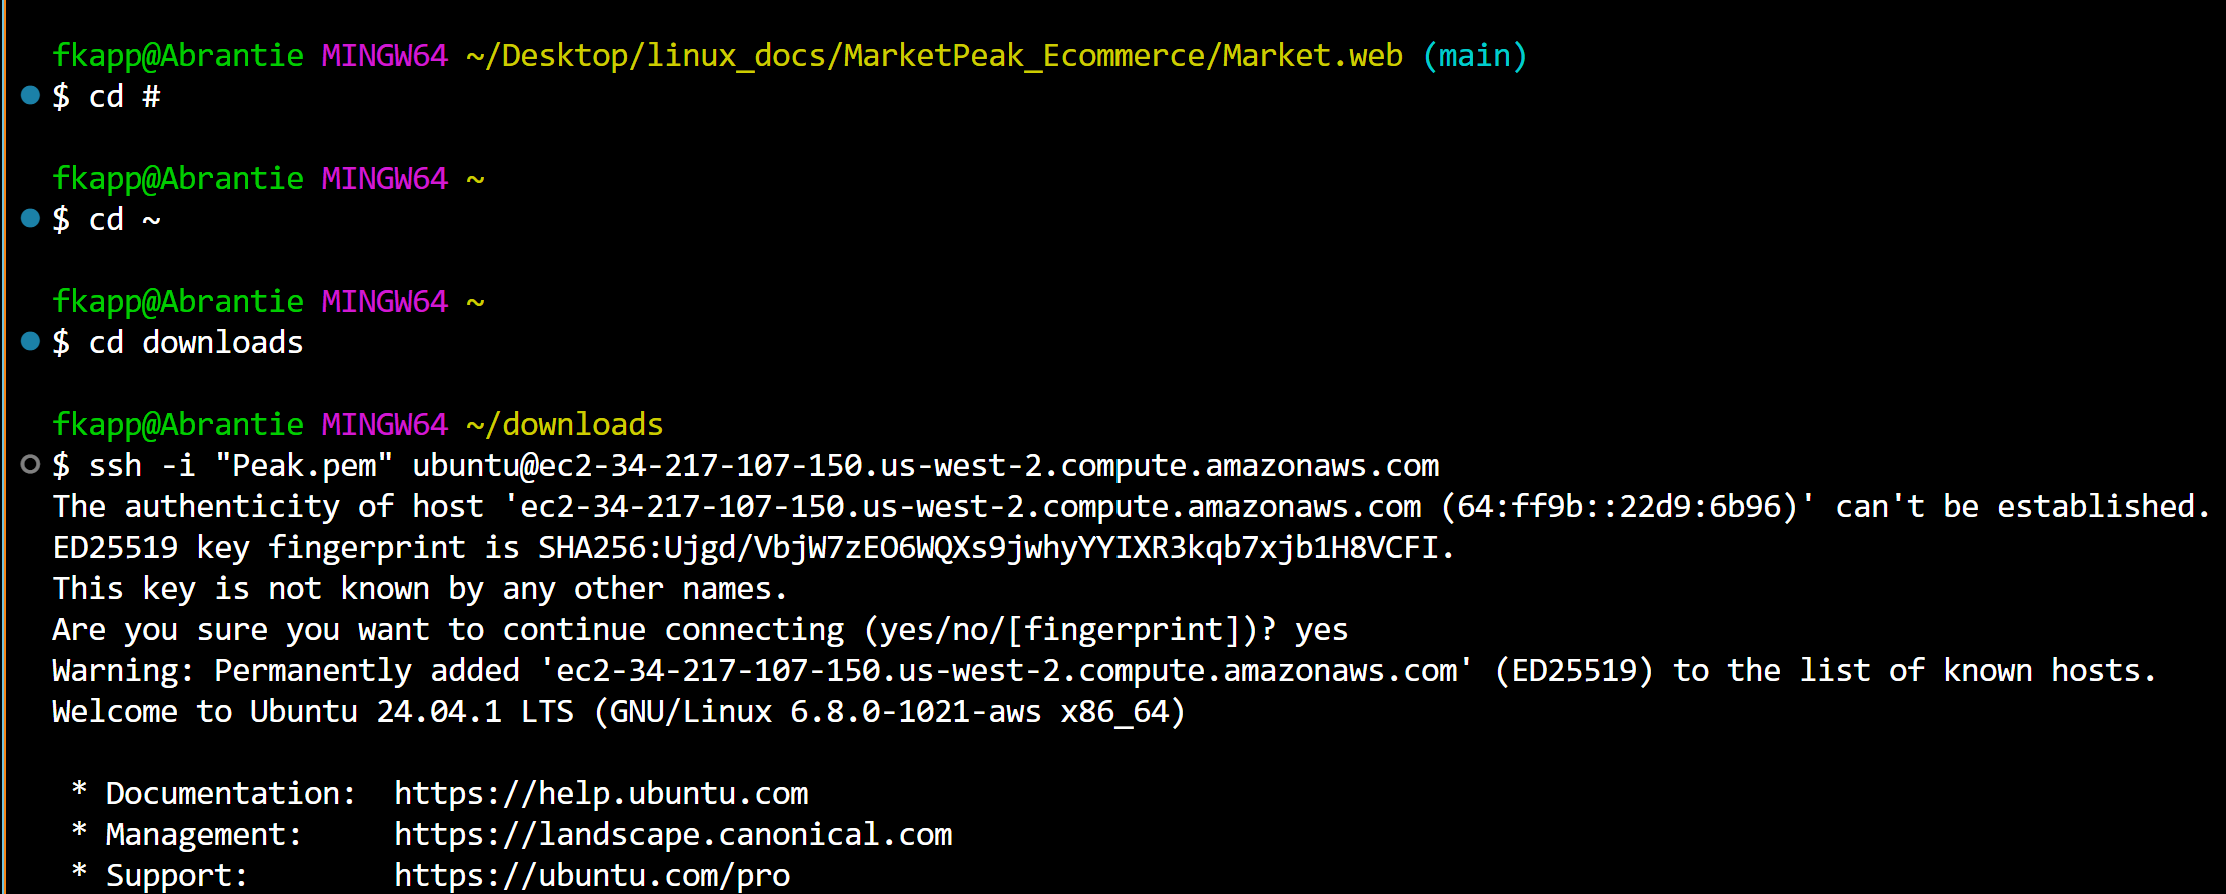 fkapp@Abrantie MINGW64 ~/Desktop/linux_docs/MarketPeak_Ecommerce/Market.web (main)
$ cd #
fkapp@Abrantie MINGW64 ~
$ cd ~
fkapp@Abrantie MINGW64 ~
$ cd downloads
fkapp@Abrantie MINGW64 ~/downloads
$ ssh -i "Peak.pem" ubuntu@ec2-34-217-107-150.us-west-2.compute.amazonaws.com
The authenticity of host 'ec2-34-217-107-150.us-west-2.compute.amazonaws.com (64:ff9b::22d9:6b96)' can't be established.
ED25519 key fingerprint is SHA256:Ujgd/VbjW7zEO6WQXs9jwhyYYIXR3kqb7xjb1H8VCFI.
This key is not known by any other names.
Are you sure you want to continue connecting (yes/no/[fingerprint])? yes
Warning: Permanently added 'ec2-34-217-107-150.us-west-2.compute.amazonaws.com' (ED25519) to the list of known hosts.
Welcome to Ubuntu 24.04.1 LTS (GNU/Linux 6.8.0-1021-aws x86_64)
* Documentation:  https://help.ubuntu.com
* Management:     https://landscape.canonical.com
* Support:        https://ubuntu.com/pro